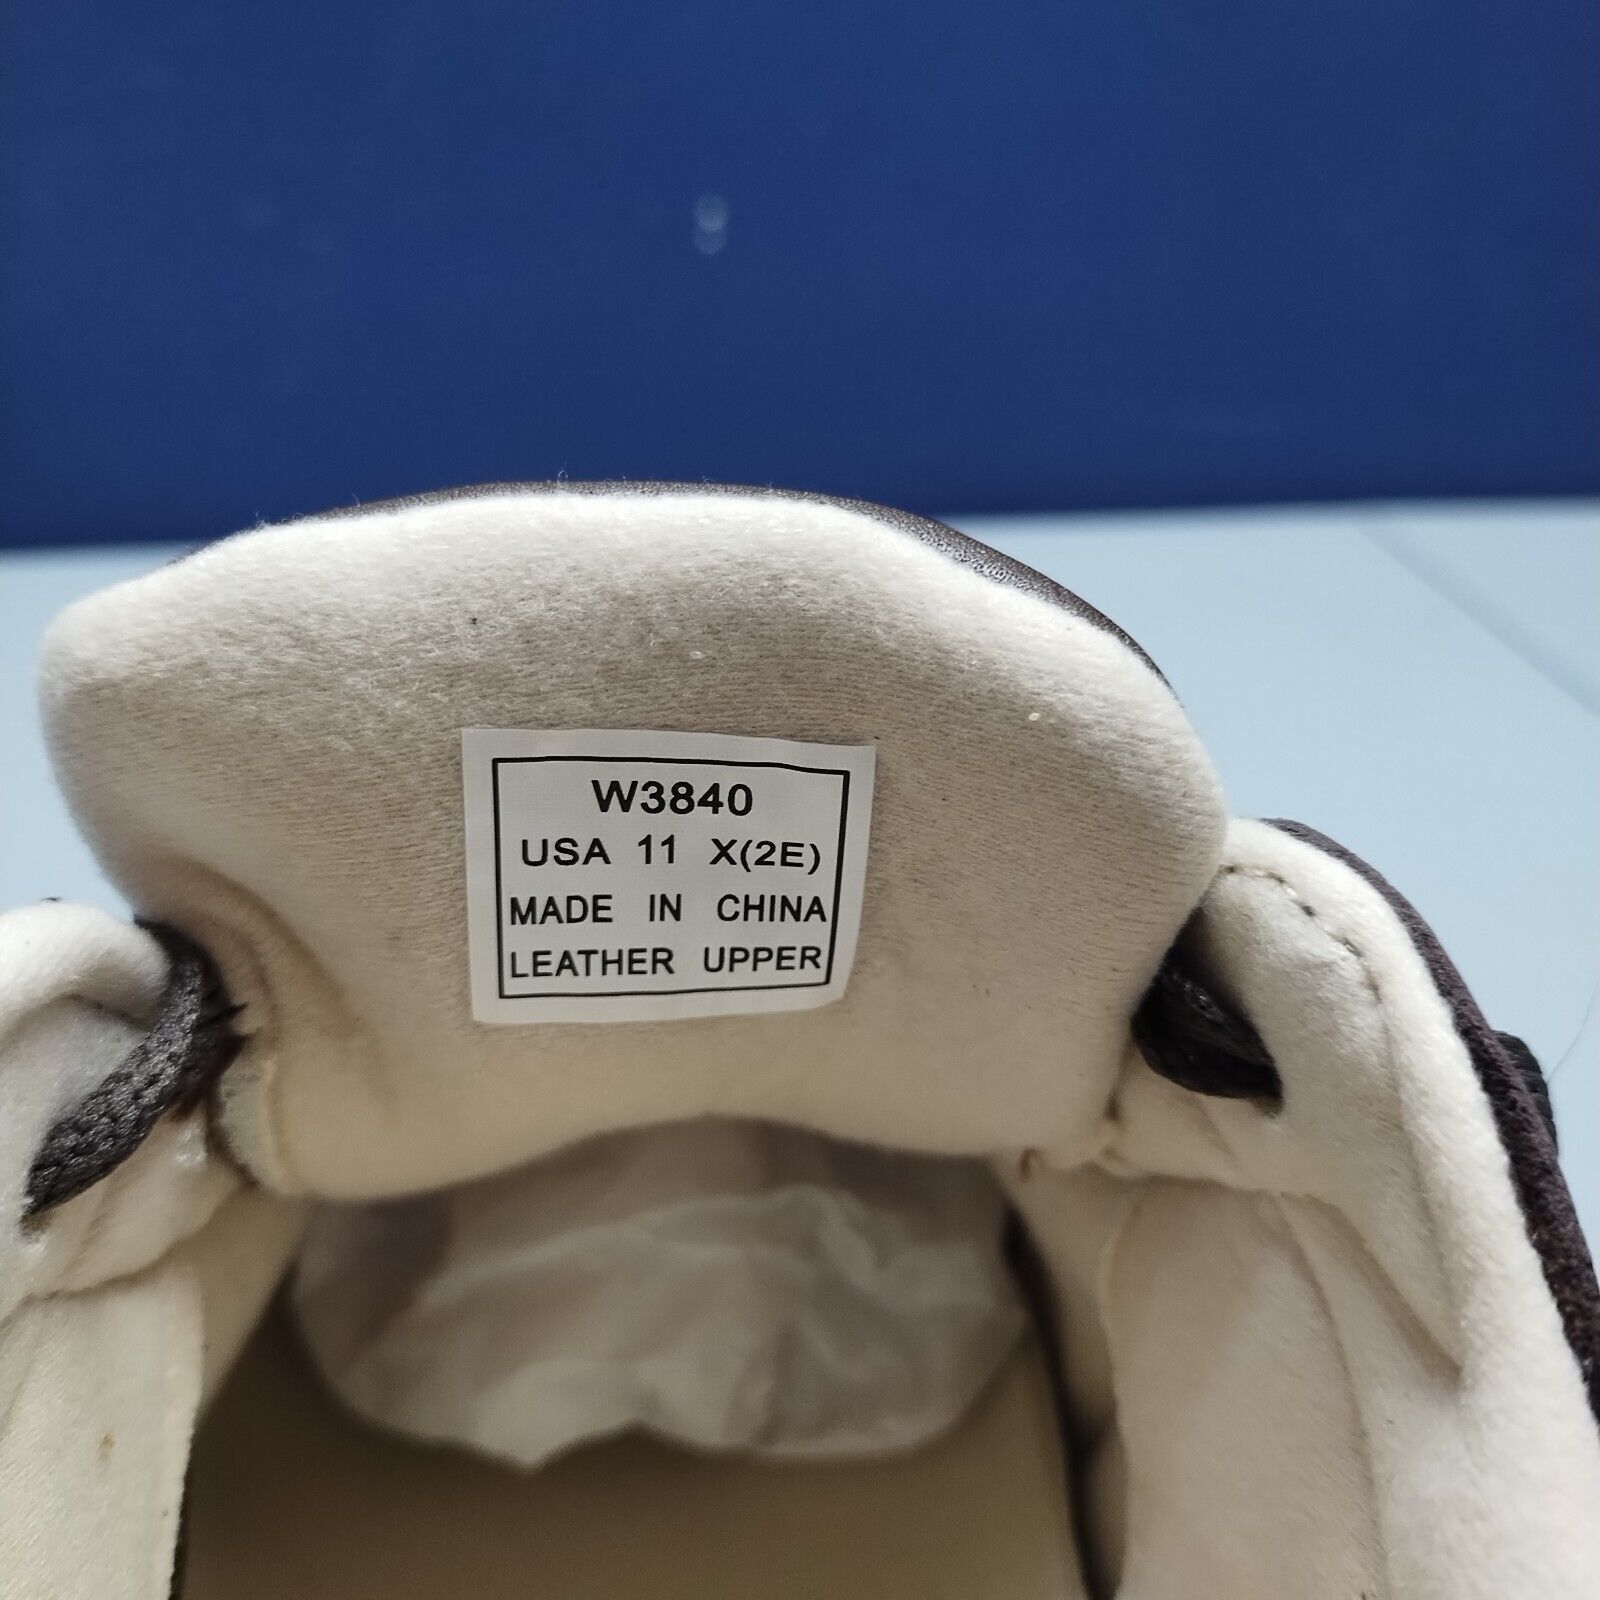 W3840
USA 11 X(2E)
MADE IN CHINA
LEATHER UPPER